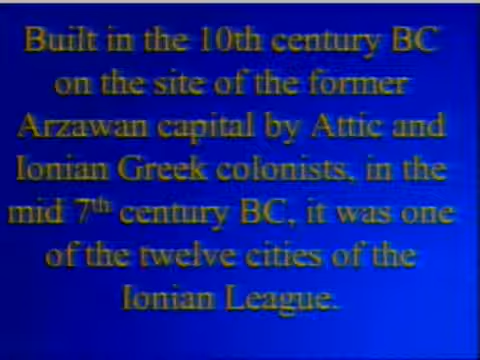 Built in the 10th century BC
on the site of the former
Arzawan capital by Attic and
Ionian Greek colonists, in the
mid 7th century BC, it was one
of the twelve cities of the
Ionian League.